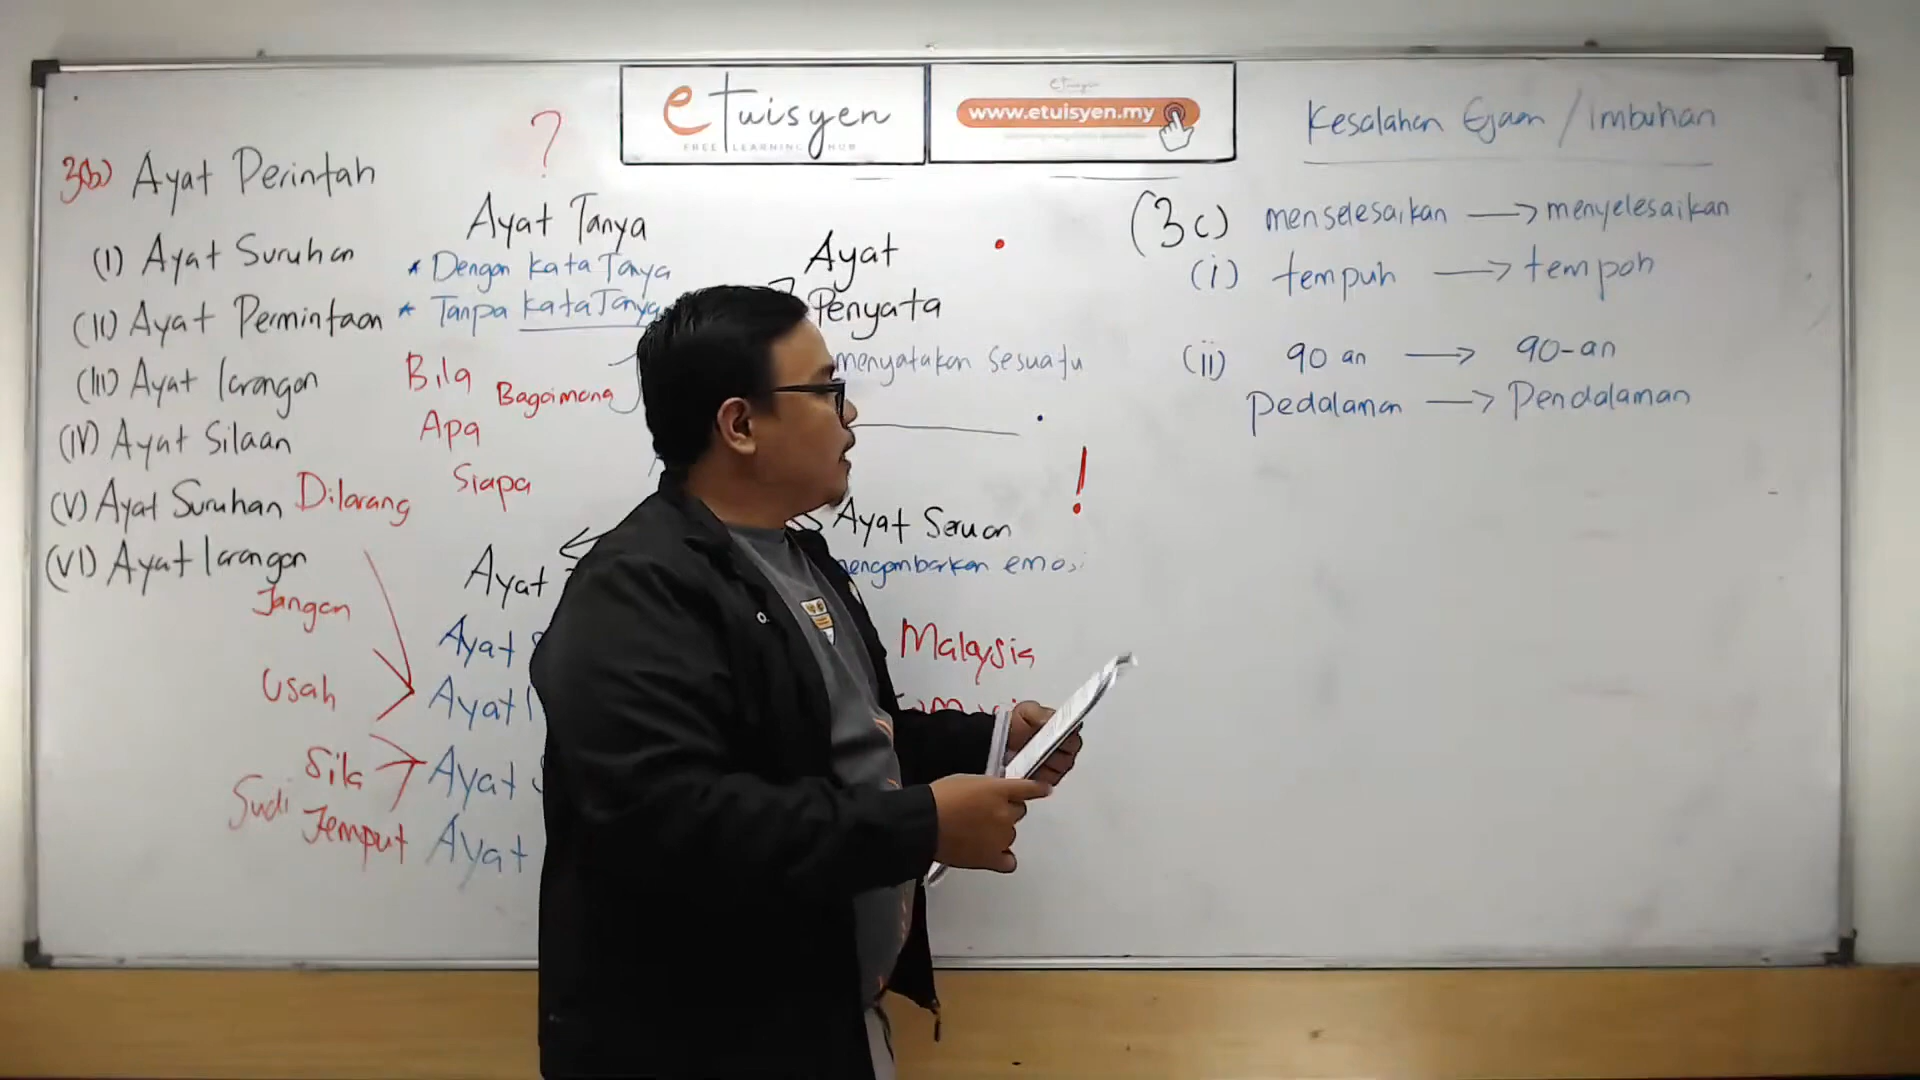 eTuisyen
FREE LEARNING HUB
www.etuisyen.my
3(b) Ayat Perintah
(I) Ayat Suruhan
(II) Ayat Permintaan
(III) Ayat larangan
(IV) Ayat Silaan
(V) Ayat Suruhan
(VI) Ayat larangan
Dilarang
Jangan
Usah
Sila
Sudi
Jemput
?
Ayat Tanya
* Dengan kata Tanya
* Tanpa kata Tanya
Bila
Bagaimana
Apa
Siapa
Ayat
Ayat
Ayat
Ayat
Ayat
Ayat
Penyata
menyatakan sesuatu
!
Ayat Seruan
mengambarkan emosi
Malaysia
Kesalahan Ejaan / Imbuhan
(3c) menselesaikan → menyelesaikan
(i) tempuh → tempoh
(ii) 90 an → 90-an
Pedalaman → Pendalaman